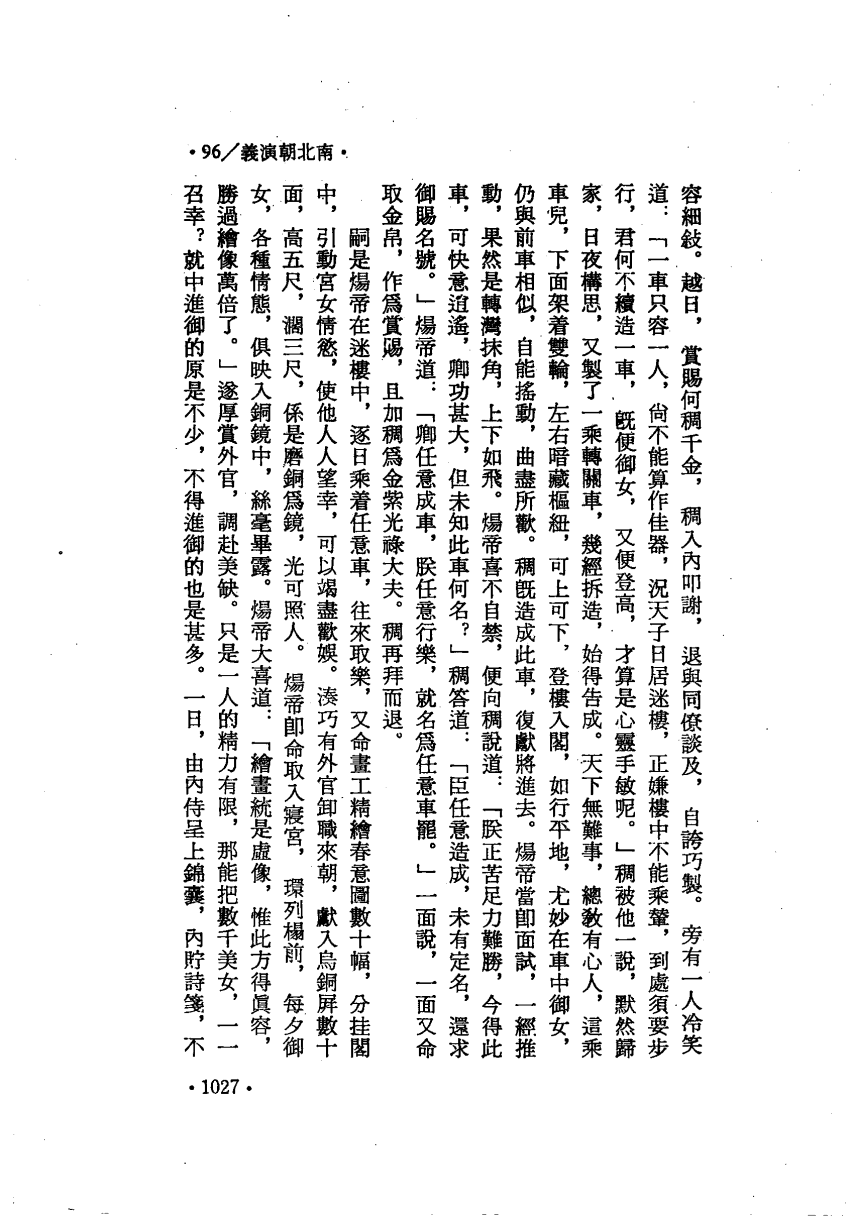 ·南北朝演義/96·
容細敍。越日，賞賜何稠千金，稠入內叩謝，退與同僚談及，自誇巧製。旁有一人冷笑
道：「一車只容一人，尙不能算作佳器，況天子日居迷樓，正嫌樓中不能乘輦，到處須要步
行，君何不續造一車，旣便御女，又便登高，才算是心靈手敏呢。」稠被他一說，默然歸
家，日夜構思，又製了一乘轉關車，幾經拆造，始得告成。天下無難事，總敎有心人，這乘
車兒，下面架着雙輪，左右暗藏樞紐，可上可下，登樓入閣，如行平地，尤妙在車中御女，
仍與前車相似，自能搖動，曲盡所歡。稠旣造成此車，復獻將進去。煬帝當卽面試，一經推
動，果然是轉灣抹角，上下如飛。煬帝喜不自禁，便向稠說道：「朕正苦足力難勝，今得此
車，可快意逍遙，卿功甚大，但未知此車何名？」稠答道：「臣任意造成，未有定名，還求
御賜名號。」煬帝道：「卿任意成車，朕任意行樂，就名爲任意車罷。」一面說，一面又命
取金帛，作爲賞賜，且加稠爲金紫光祿大夫。稠再拜而退。
嗣是煬帝在迷樓中，逐日乘着任意車，往來取樂，又命畫工精繪春意圖數十幅，分挂閣
中，引動宮女情慾，使他人人望幸，可以竭盡歡娛。湊巧有外官卸職來朝，獻入烏銅屏數十
面，高五尺，濶三尺，係是磨銅爲鏡，光可照人。煬帝卽命取入寢宮，環列榻前，每夕御
女，各種情態，俱映入銅鏡中，絲毫畢露。煬帝大喜道：「繪畫統是虛像，惟此方得眞容，
勝過繪像萬倍了。」遂厚賞外官，調赴美缺。只是一人的精力有限，那能把數千美女，一一
召幸？就中進御的原是不少，不得進御的也是甚多。一日，由內侍呈上錦囊，內貯詩箋，不
·1027·